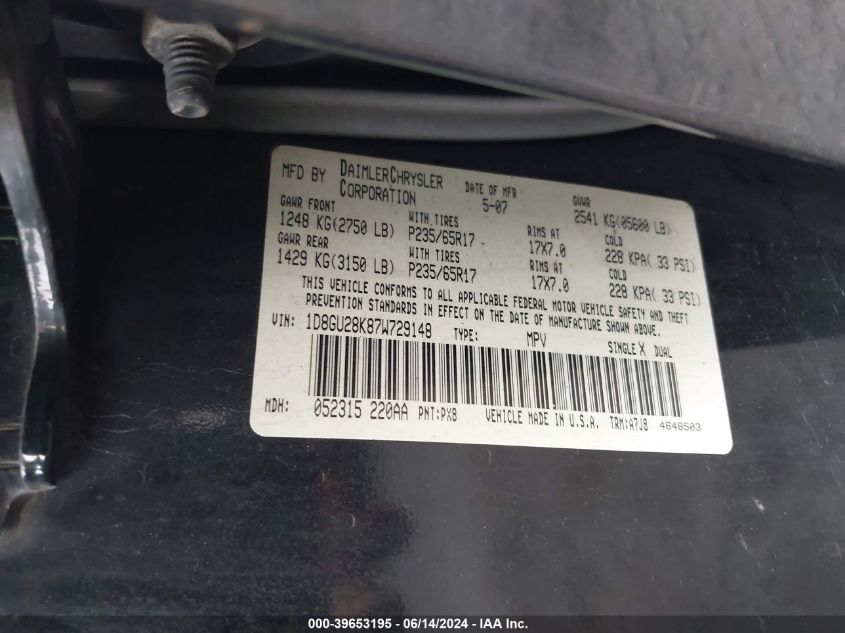 MFD BY DAIMLERCHRYSLER CORPORATION DATE OF MFR 5-07 GVWR 2541 KG(05600 LB)
GAWR FRONT WITH TIRES RIMS AT COLD
1248 KG(2750 LB) P235/65R17 17X7.0 228 KPA( 33 PSI)
GAWR REAR WITH TIRES RIMS AT COLD
1429 KG(3150 LB) P235/65R17 17X7.0 228 KPA( 33 PSI)
THIS VEHICLE CONFORMS TO ALL APPLICABLE FEDERAL MOTOR VEHICLE SAFETY AND THEFT
PREVENTION STANDARDS IN EFFECT ON THE DATE OF MANUFACTURE SHOWN ABOVE.
VIN: 1D8GU28K87W729148 TYPE: MPV SINGLE X DUAL
MDH: 052315 220AA PNT:PX8 VEHICLE MADE IN U.S.A. TRM:A7J8 4648503
000-39653195 - 06/14/2024 - IAA Inc.